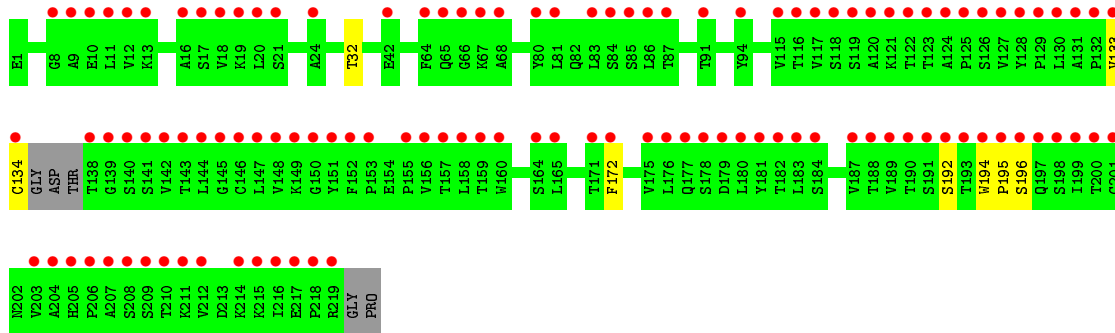 E1 G8 A9 E10 L11 V12 K13 A16 S17 V18 K19 L20 S21 A24 T32 E42 F64 Q65 G66 K67 A68 Y80 L81 Q82 L83 S84 S85 L86 T87 T91 Y94 V115 T116 V117 S118 S119 A120 K121 T122 T123 A124 P125 S126 V127 Y128 P129 L130 A131 P132 V133
C134 GLY ASP THR T138 G139 S140 S141 V142 T143 L144 G145 C146 L147 V148 K149 G150 Y151 F152 P153 E154 P155 V156 T157 L158 T159 W160 S164 L165 T171 F172 V175 L176 Q177 S178 D179 L180 Y181 T182 L183 S184 V187 T188 V189 T190 S191 S192 T193 W194 P195 S196 Q197 S198 I199 T200 C201
N202 V203 A204 H205 P206 A207 S208 S209 T210 K211 V212 D213 K214 K215 I216 E217 P218 R219 GLY PRO